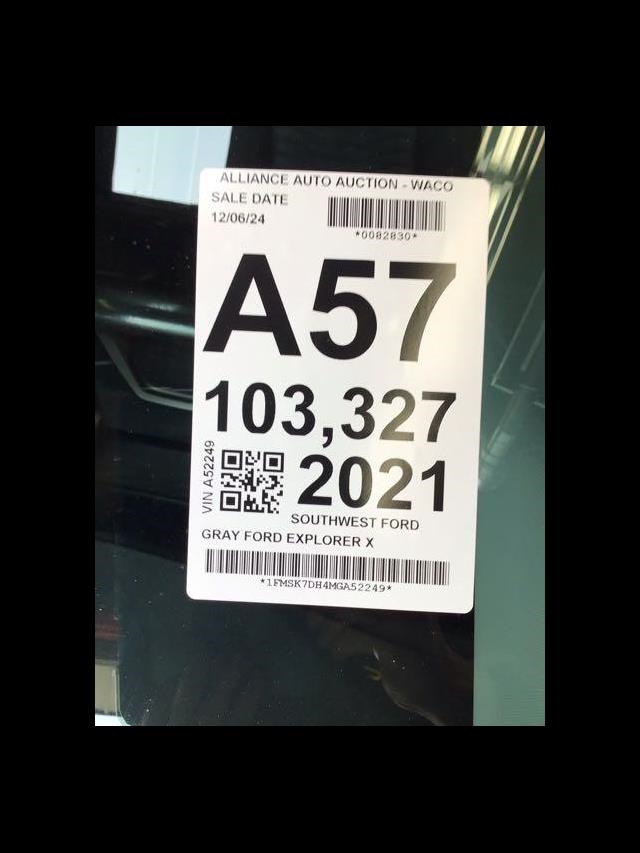 ALLIANCE AUTO AUCTION - WACO
SALE DATE
12/06/24
*0082830*
A57
103,327
VIN A52249
2021
SOUTHWEST FORD
GRAY FORD EXPLORER X
*1FMSK7DH4MGA52249*